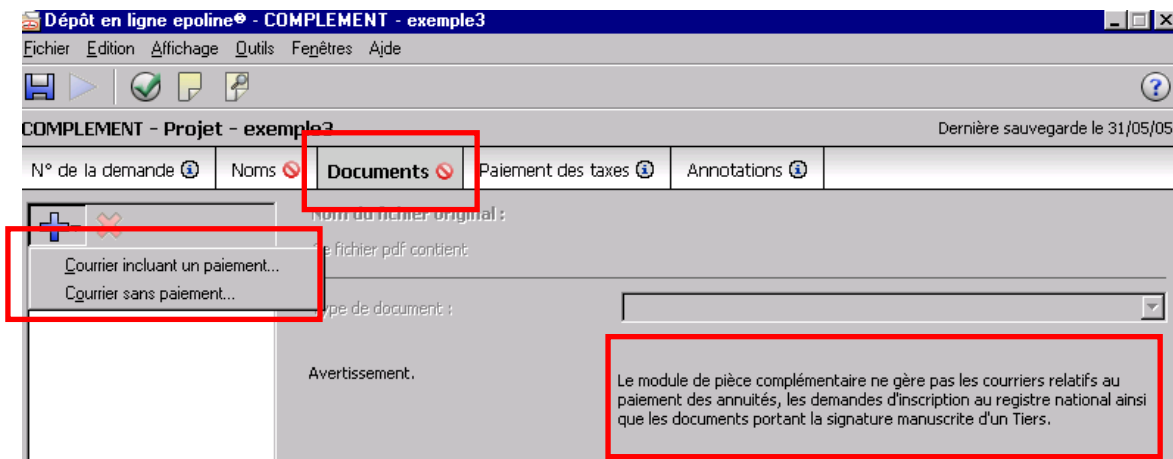 Dépôt en ligne epoline® - COMPLEMENT - exemple3
Fichier Edition Affichage Outils Fenêtres Aide
COMPLEMENT - Projet - exemple3 Dernière sauvegarde le 31/05/05
N° de la demande Noms Documents Paiement des taxes Annotations
Nom du fichier original :
Ce fichier pdf contient
Courrier incluant un paiement...
Courrier sans paiement...
Type de document :
Avertissement.
Le module de pièce complémentaire ne gère pas les courriers relatifs au
paiement des annuités, les demandes d'inscription au registre national ainsi
que les documents portant la signature manuscrite d'un Tiers.